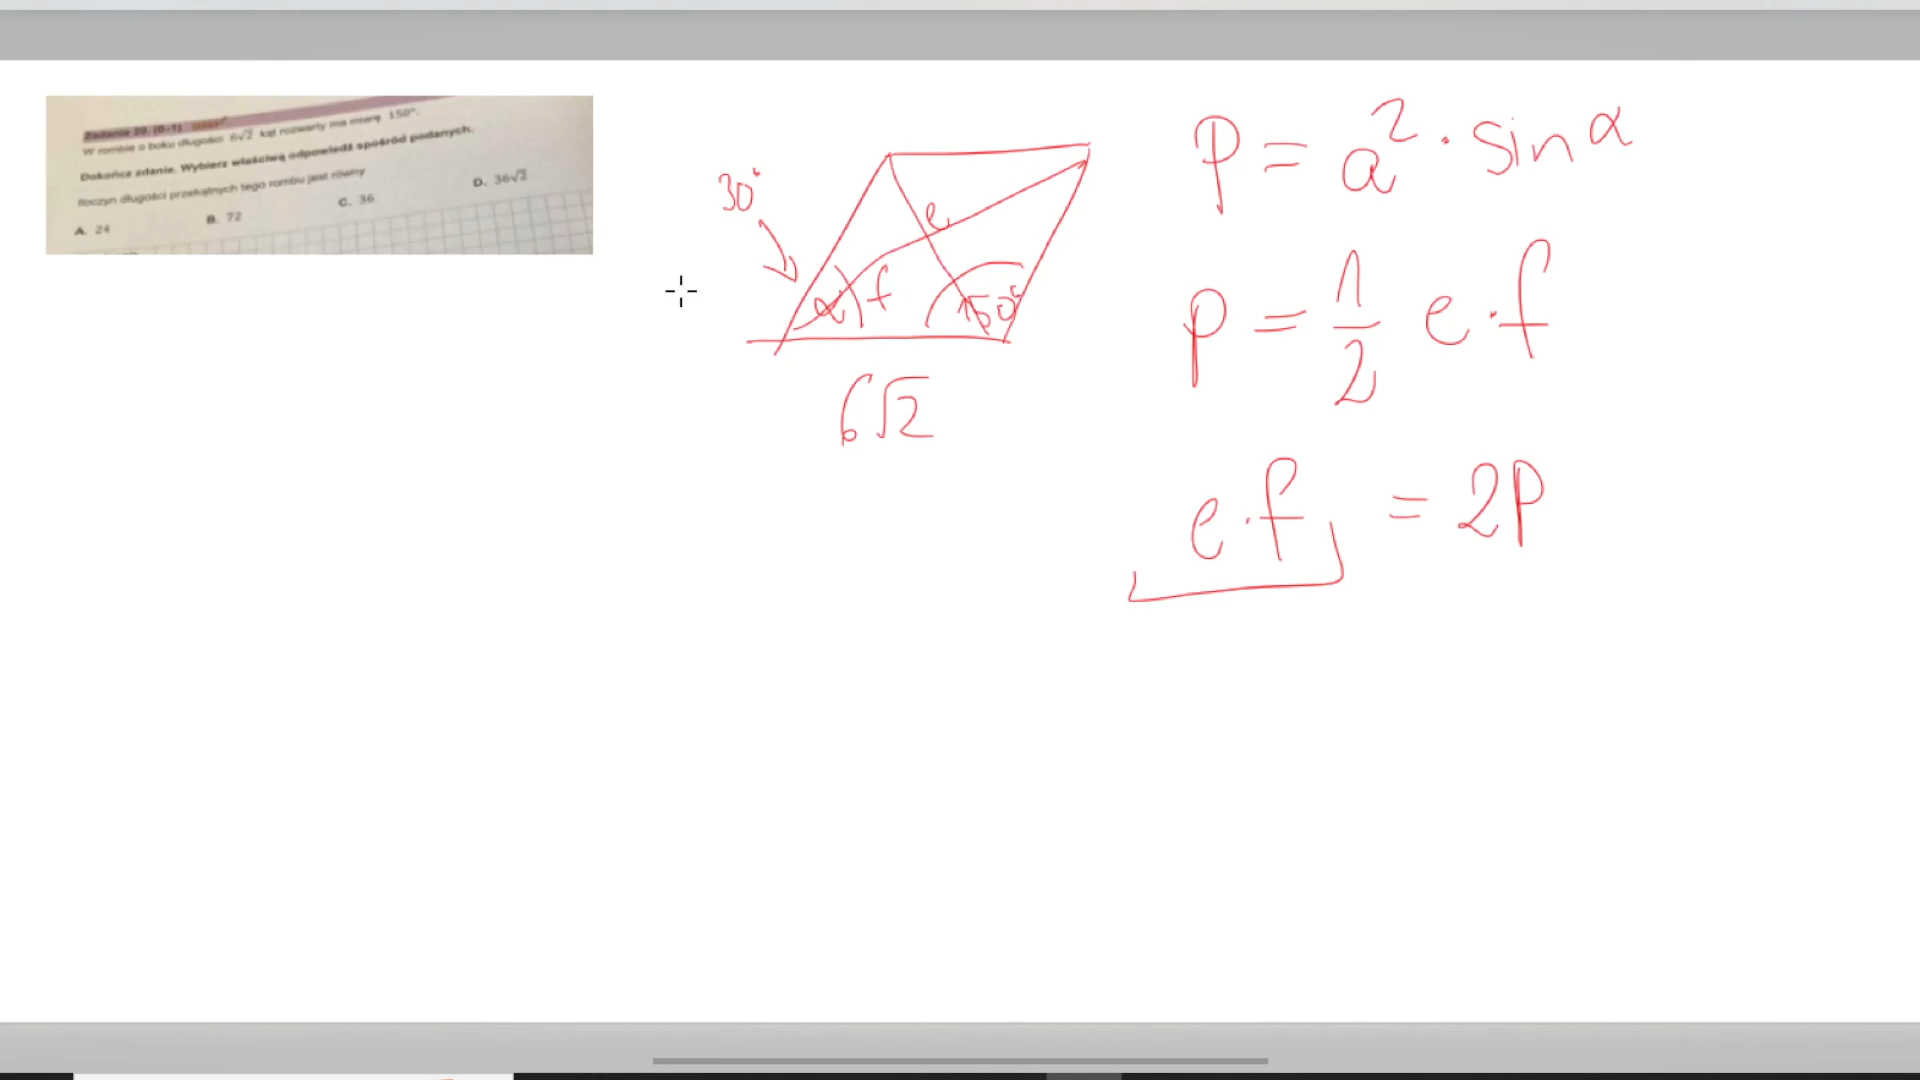 Zadanie 20. (0-1)
W rombie o boku długości 6√2 kąt rozwarty ma miarę 150°.
Dokończ zdanie. Wybierz właściwą odpowiedź spośród podanych.
Iloczyn długości przekątnych tego rombu jest równy
A. 24 B. 72 C. 36 D. 36√2
30°
e
α f 150°
6√2
P = a² · sin α
P = 1/2 e · f
e · f = 2P